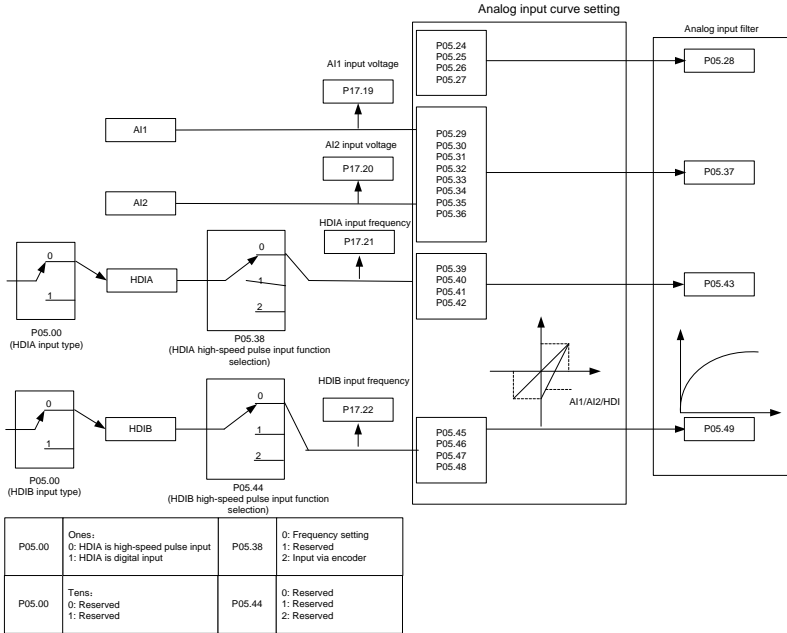 Analog input curve setting
Analog input filter
P05.24
P05.25
P05.26
P05.27
P05.28
AI1 input voltage
P17.19
AI1
AI2 input voltage
P17.20
AI2
P05.29
P05.30
P05.31
P05.32
P05.33
P05.34
P05.35
P05.36
P05.37
HDIA input frequency
P17.21
0
1
P05.00
(HDIA input type)
HDIA
0
1
2
P05.38
(HDIA high-speed pulse input function
selection)
P05.39
P05.40
P05.41
P05.42
P05.43
AI1/AI2/HDI
HDIB input frequency
P17.22
0
1
P05.00
(HDIB input type)
HDIB
0
1
2
P05.44
(HDIB high-speed pulse input function
selection)
P05.45
P05.46
P05.47
P05.48
P05.49
P05.00
Ones:
0: HDIA is high-speed pulse input
1: HDIA is digital input
P05.38
0: Frequency setting
1: Reserved
2: Input via encoder
P05.00
Tens:
0: Reserved
1: Reserved
P05.44
0: Reserved
1: Reserved
2: Reserved